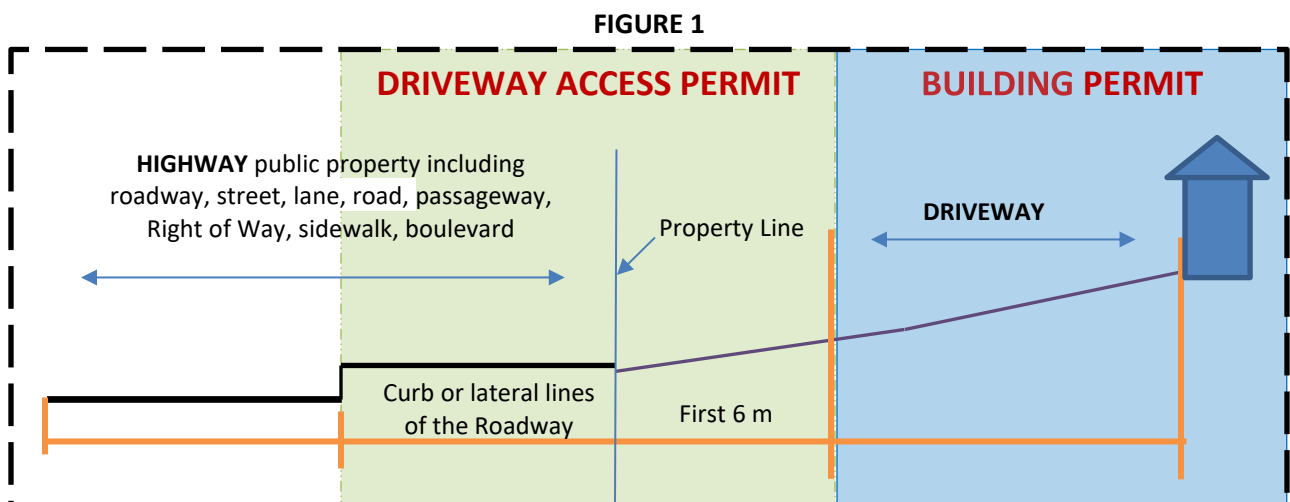 FIGURE 1
DRIVEWAY ACCESS PERMIT
BUILDING PERMIT
HIGHWAY public property including
roadway, street, lane, road, passageway,
Right of Way, sidewalk, boulevard
Property Line
DRIVEWAY
Curb or lateral lines
of the Roadway
First 6 m